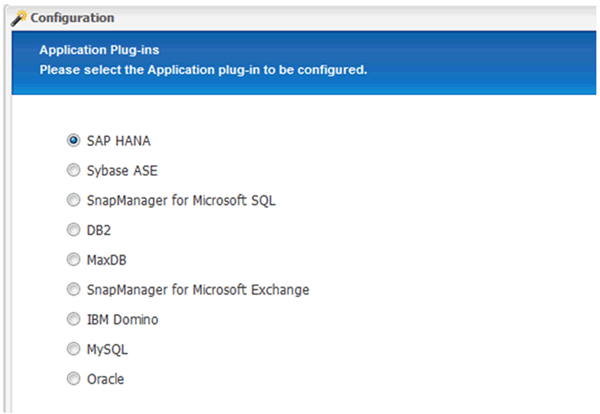 Configuration
Application Plug-ins
Please select the Application plug-in to be configured.
SAP HANA
Sybase ASE
SnapManager for Microsoft SQL
DB2
MaxDB
SnapManager for Microsoft Exchange
IBM Domino
MySQL
Oracle